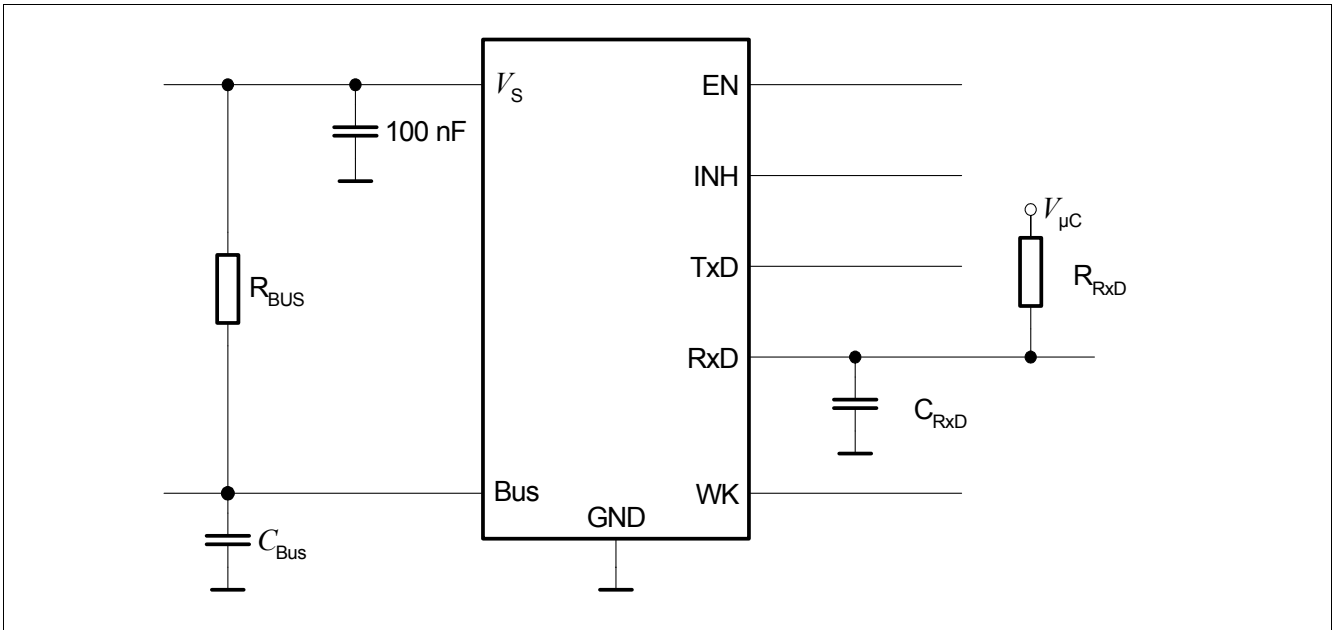 V_S
EN
100 nF
INH
V_µC
TxD
R_RxD
R_BUS
RxD
C_RxD
Bus
WK
GND
C_Bus